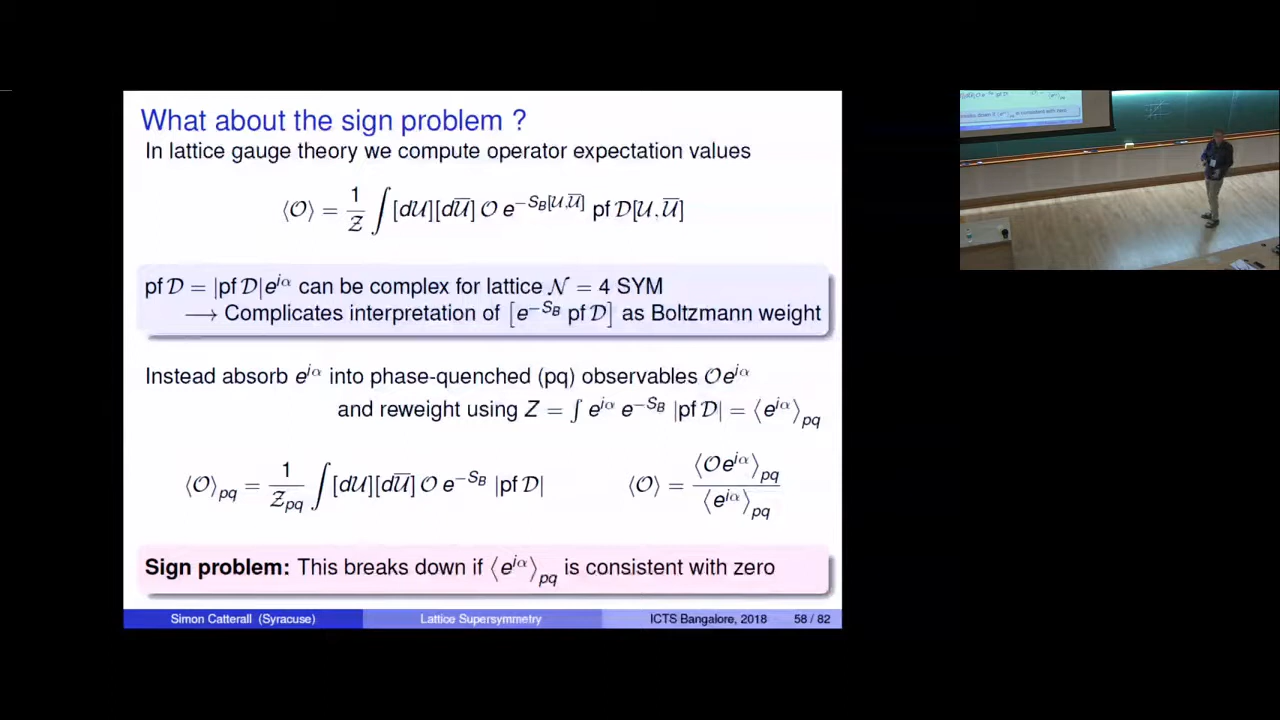 What about the sign problem ?
In lattice gauge theory we compute operator expectation values
⟨𝒪⟩ = 1/𝒵 ∫ [d𝒰][d𝒰̅] 𝒪 e^{−S_B[𝒰,𝒰̅]} pf 𝒟[𝒰,𝒰̅]
pf 𝒟 = |pf 𝒟|e^{iα} can be complex for lattice 𝒩 = 4 SYM
⟶ Complicates interpretation of [e^{−S_B} pf 𝒟] as Boltzmann weight
Instead absorb e^{iα} into phase-quenched (pq) observables 𝒪e^{iα}
and reweight using Z = ∫ e^{iα} e^{−S_B} |pf 𝒟| = ⟨e^{iα}⟩_{pq}
⟨𝒪⟩_{pq} = 1/𝒵_{pq} ∫ [d𝒰][d𝒰̅] 𝒪 e^{−S_B} |pf 𝒟| ⟨𝒪⟩ = ⟨𝒪e^{iα}⟩_{pq} / ⟨e^{iα}⟩_{pq}
Sign problem: This breaks down if ⟨e^{iα}⟩_{pq} is consistent with zero
Simon Catterall (Syracuse) Lattice Supersymmetry ICTS Bangalore, 2018 58 / 82